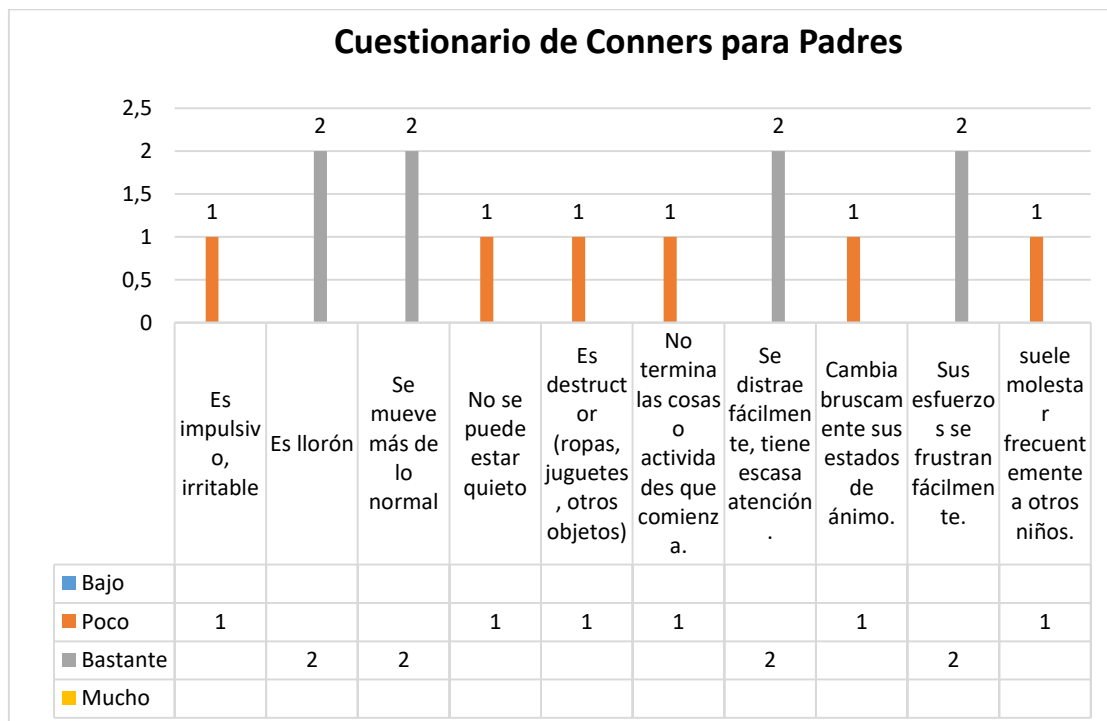 Cuestionario de Conners para Padres
2,5
2
1,5
1
0,5
0
1
2
2
1
1
1
2
1
2
1
Es
impulsiv
o,
irritable
Es llorón
Se
mueve
más de
lo
normal
No se
puede
estar
quieto
Es
destruct
or
(ropas,
juguetes
, otros
objetos)
No
termina
las cosas
o
activida
des que
comienz
a.
Se
distrae
fácilmen
te, tiene
escasa
atención
.
Cambia
bruscam
ente sus
estados
de
ánimo.
Sus
esfuerzo
s se
frustran
fácilmen
te.
suele
molesta
r
frecuent
emente
a otros
niños.
Bajo
Poco 1 1 1 1 1 1
Bastante 2 2 2 2
Mucho